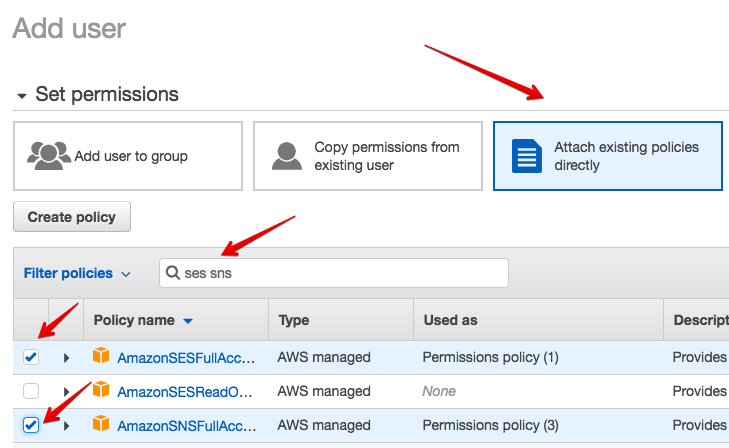 Add user
Set permissions
Add user to group
Copy permissions from
existing user
Attach existing policies
directly
Create policy
Filter policies
ses sns
Policy name Type Used as Descript
AmazonSESFullAcc... AWS managed Permissions policy (1) Provides
AmazonSESReadO... AWS managed None Provides
AmazonSNSFullAcc... AWS managed Permissions policy (3) Provides